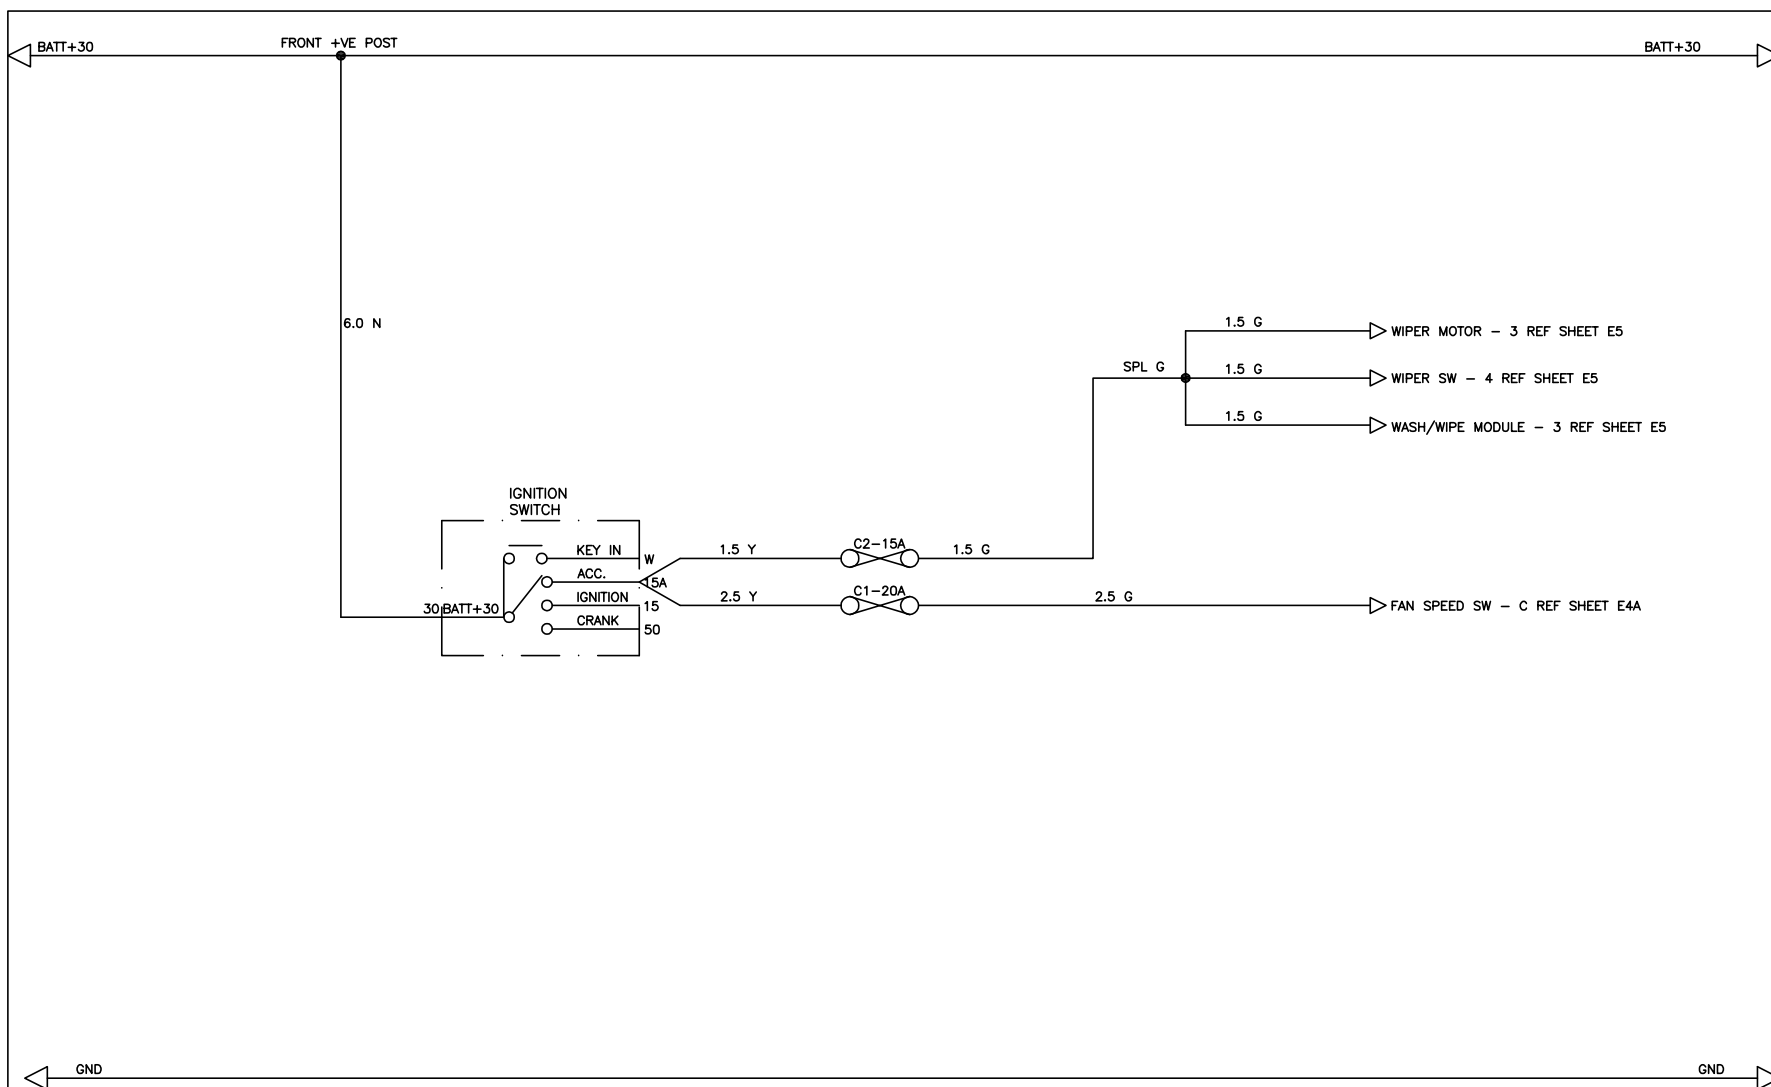 BATT+30
FRONT +VE POST
BATT+30
6.0 N
1.5 G
WIPER MOTOR - 3 REF SHEET E5
SPL G
1.5 G
WIPER SW - 4 REF SHEET E5
1.5 G
WASH/WIPE MODULE - 3 REF SHEET E5
IGNITION
SWITCH
KEY IN
W
1.5 Y
C2-15A
1.5 G
ACC.
15A
IGNITION
15
2.5 Y
C1-20A
2.5 G
FAN SPEED SW - C REF SHEET E4A
30
BATT+30
CRANK
50
GND
GND